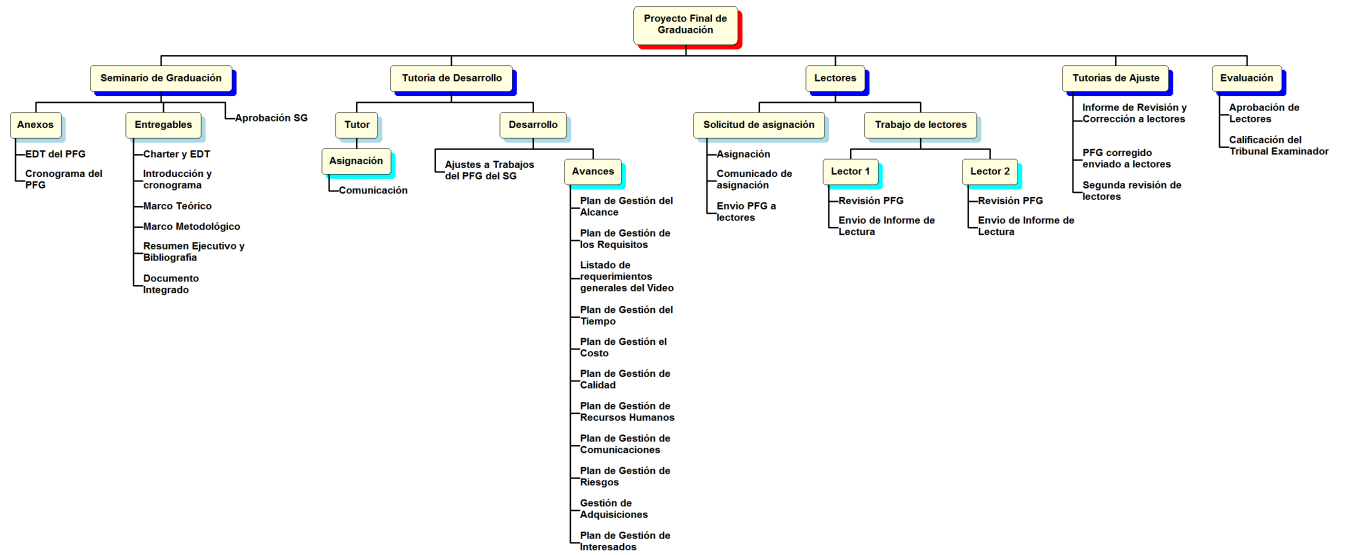 Proyecto Final de
Graduación
Seminario de Graduación
Anexos
EDT del PFG
Cronograma del
PFG
Entregables
Charter y EDT
Introducción y
cronograma
Marco Teórico
Marco Metodológico
Resumen Ejecutivo y
Bibliografia
Documento
Integrado
Aprobación SG
Tutoria de Desarrollo
Tutor
Asignación
Comunicación
Desarrollo
Ajustes a Trabajos
del PFG del SG
Avances
Plan de Gestión del
Alcance
Plan de Gestión de
los Requisitos
Listado de
requerimientos
generales del Video
Plan de Gestión del
Tiempo
Plan de Gestión el
Costo
Plan de Gestión de
Calidad
Plan de Gestión de
Recursos Humanos
Plan de Gestión de
Comunicaciones
Plan de Gestión de
Riesgos
Gestión de
Adquisiciones
Plan de Gestión de
Interesados
Lectores
Solicitud de asignación
Asignación
Comunicado de
asignación
Envio PFG a
lectores
Trabajo de lectores
Lector 1
Revisión PFG
Envio de Informe de
Lectura
Lector 2
Revisión PFG
Envio de Informe de
Lectura
Tutorias de Ajuste
Informe de Revisión y
Corrección a lectores
PFG corregido
enviado a lectores
Segunda revisión de
lectores
Evaluación
Aprobación de
Lectores
Calificación del
Tribunal Examinador